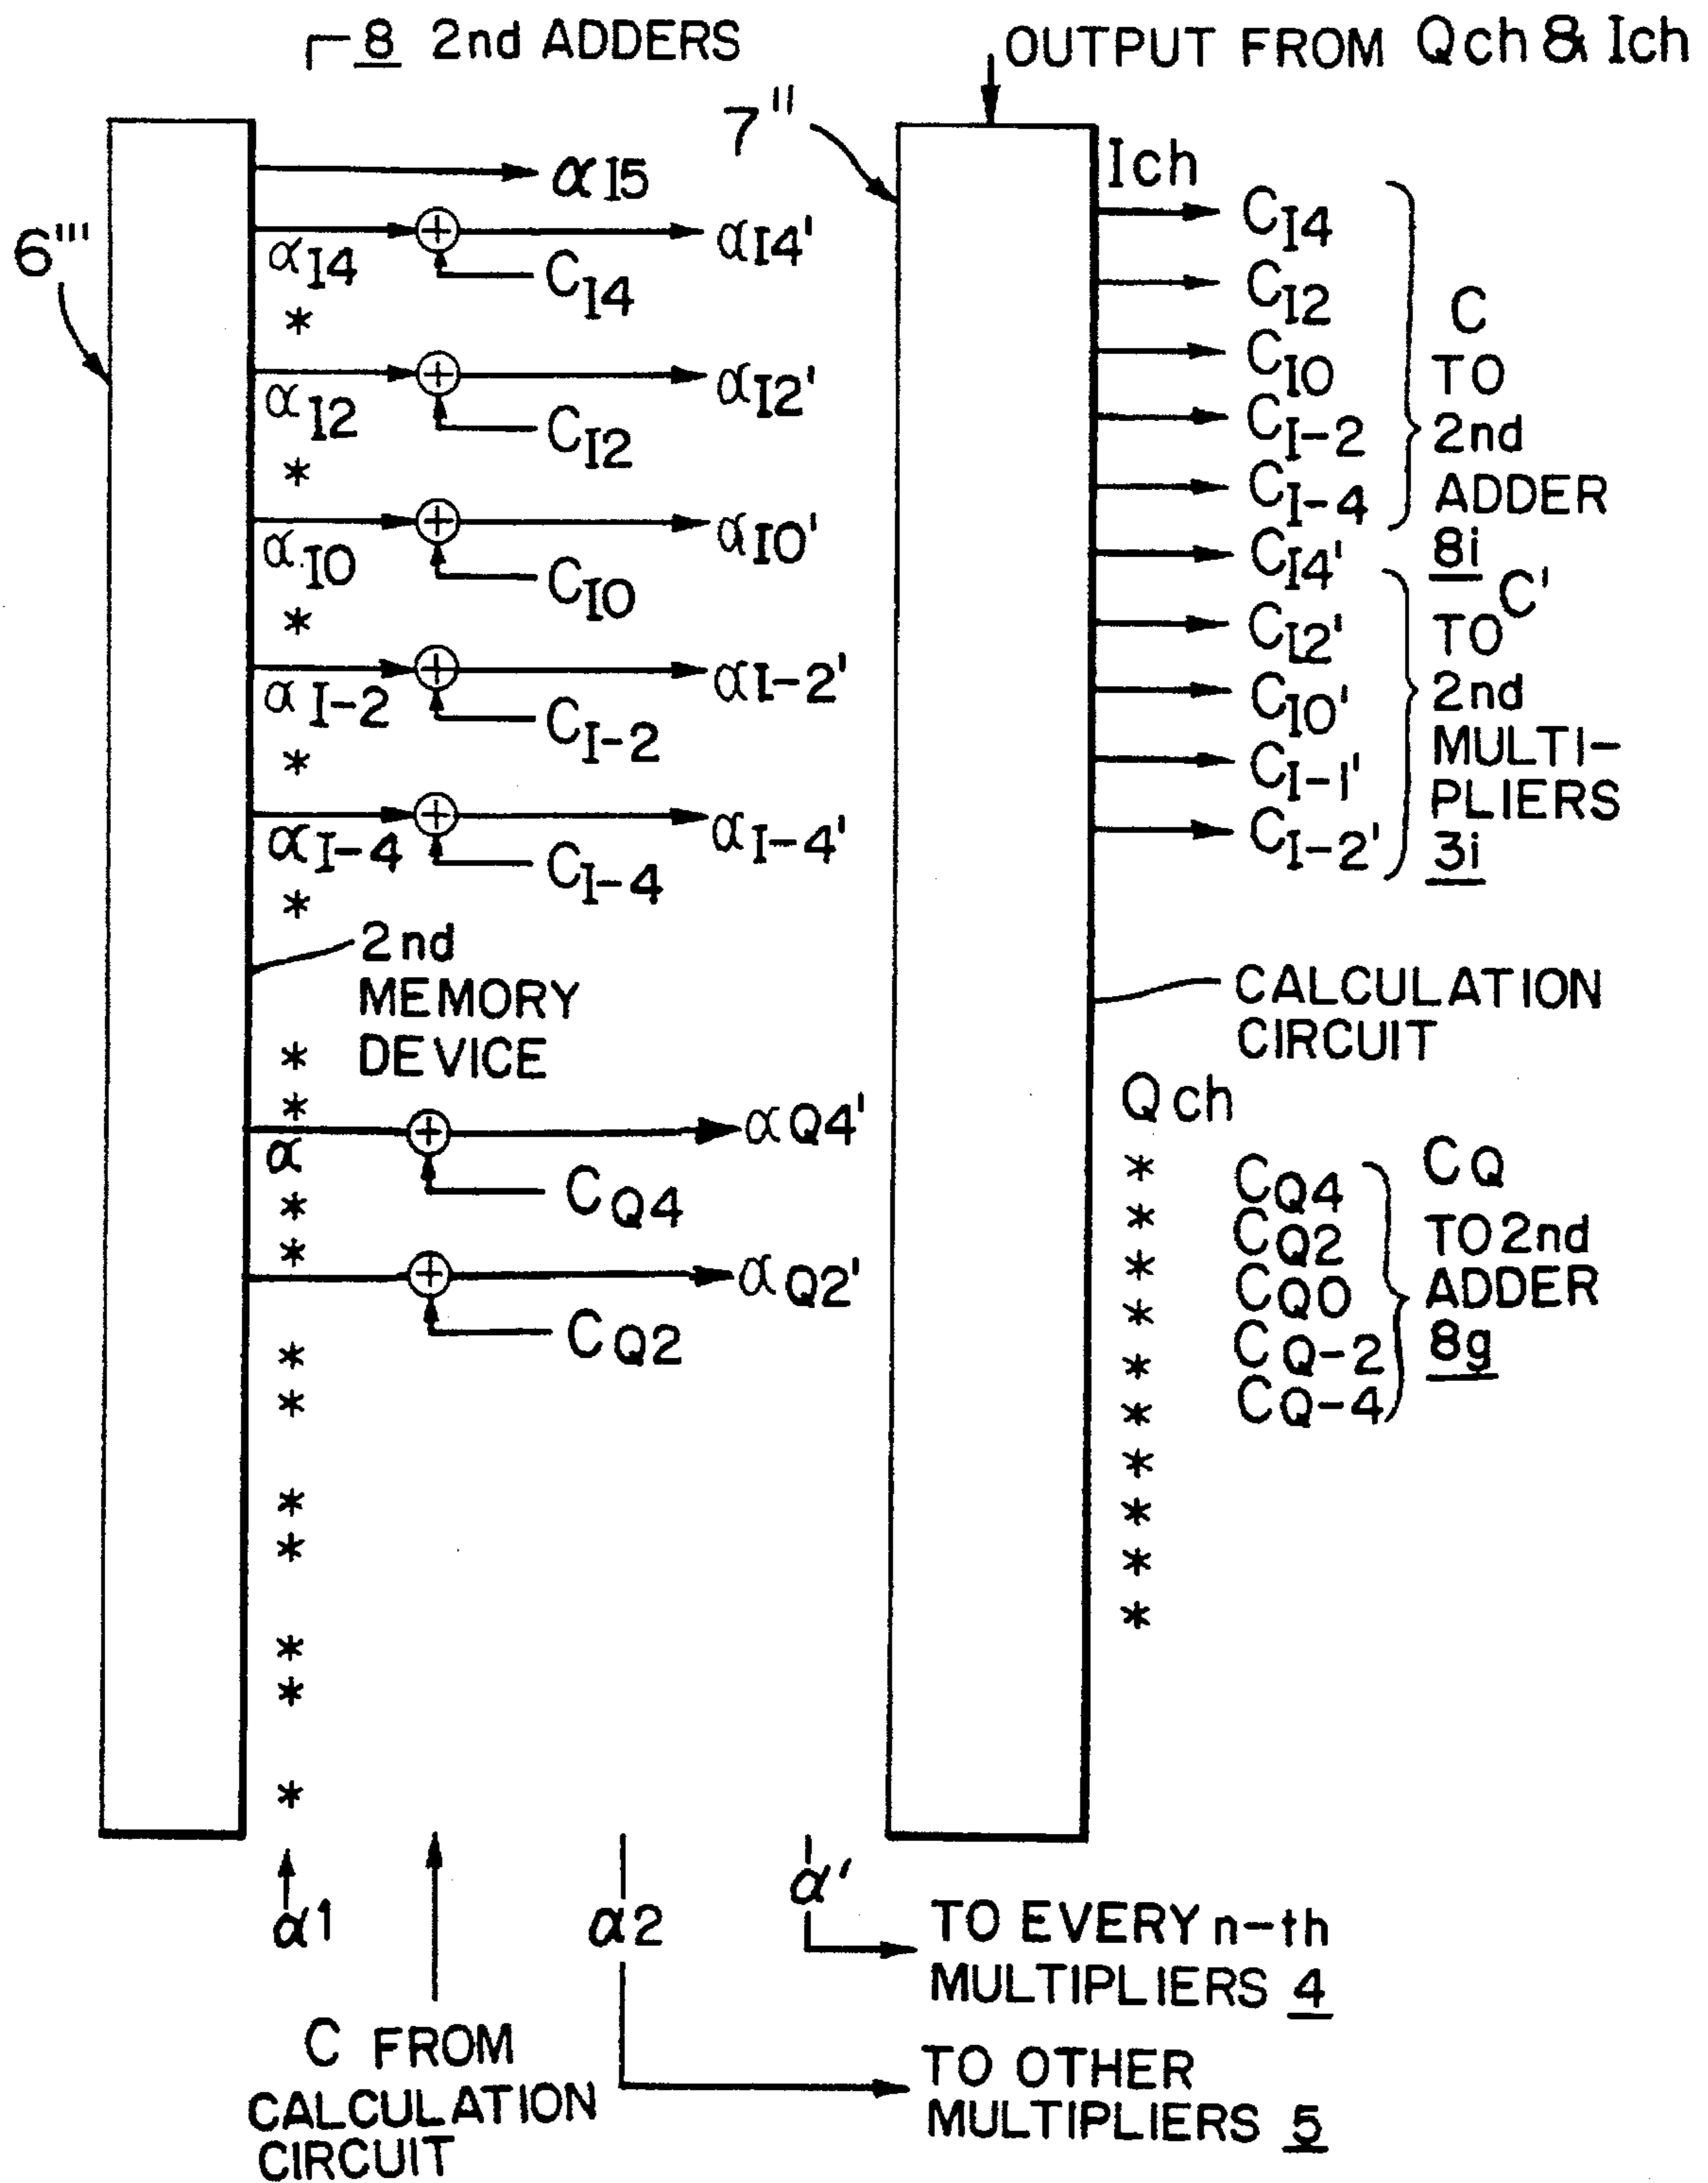 8 2nd ADDERS
OUTPUT FROM Qch & Ich
6'''
αI5
αI4
CI4
αI4'
*
αI2
CI2
αI2'
*
αI0
CI0
αI0'
*
αI-2
CI-2
αI-2'
*
αI-4
CI-4
αI-4'
*
2nd
MEMORY
DEVICE
*
*
α
CQ4
αQ4'
*
*
CQ2
αQ2'
*
*
*
*
*
*
*
α1
C FROM
CALCULATION
CIRCUIT
α2
TO OTHER
MULTIPLIERS 5
α'
TO EVERY n-th
MULTIPLIERS 4
7''
Ich
CI4
CI2
CI0
CI-2
CI-4
C
TO
2nd
ADDER
8i
CI4'
CI2'
CI0'
CI-1'
CI-2'
C'
TO
2nd
MULTI-
PLIERS
3i
CALCULATION
CIRCUIT
Qch
*
*
*
*
*
*
*
*
*
*
CQ4
CQ2
CQ0
CQ-2
CQ-4
CQ
TO 2nd
ADDER
8g